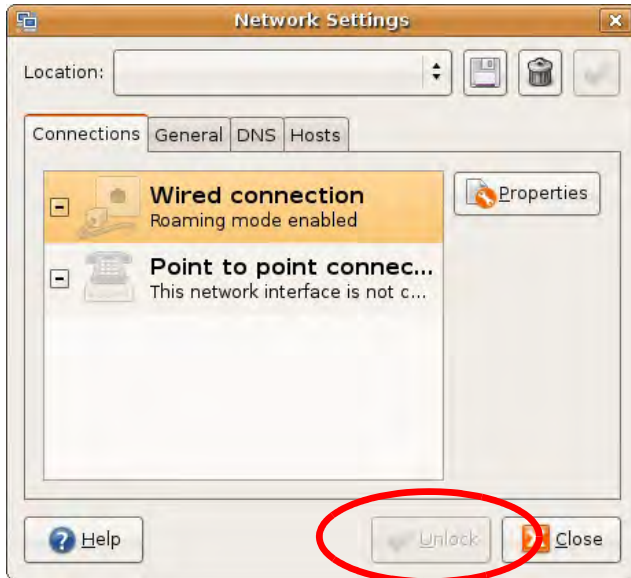 Network Settings
Location:
Connections General DNS Hosts
Wired connection
Roaming mode enabled
Properties
Point to point connec...
This network interface is not c...
Help Unlock Close